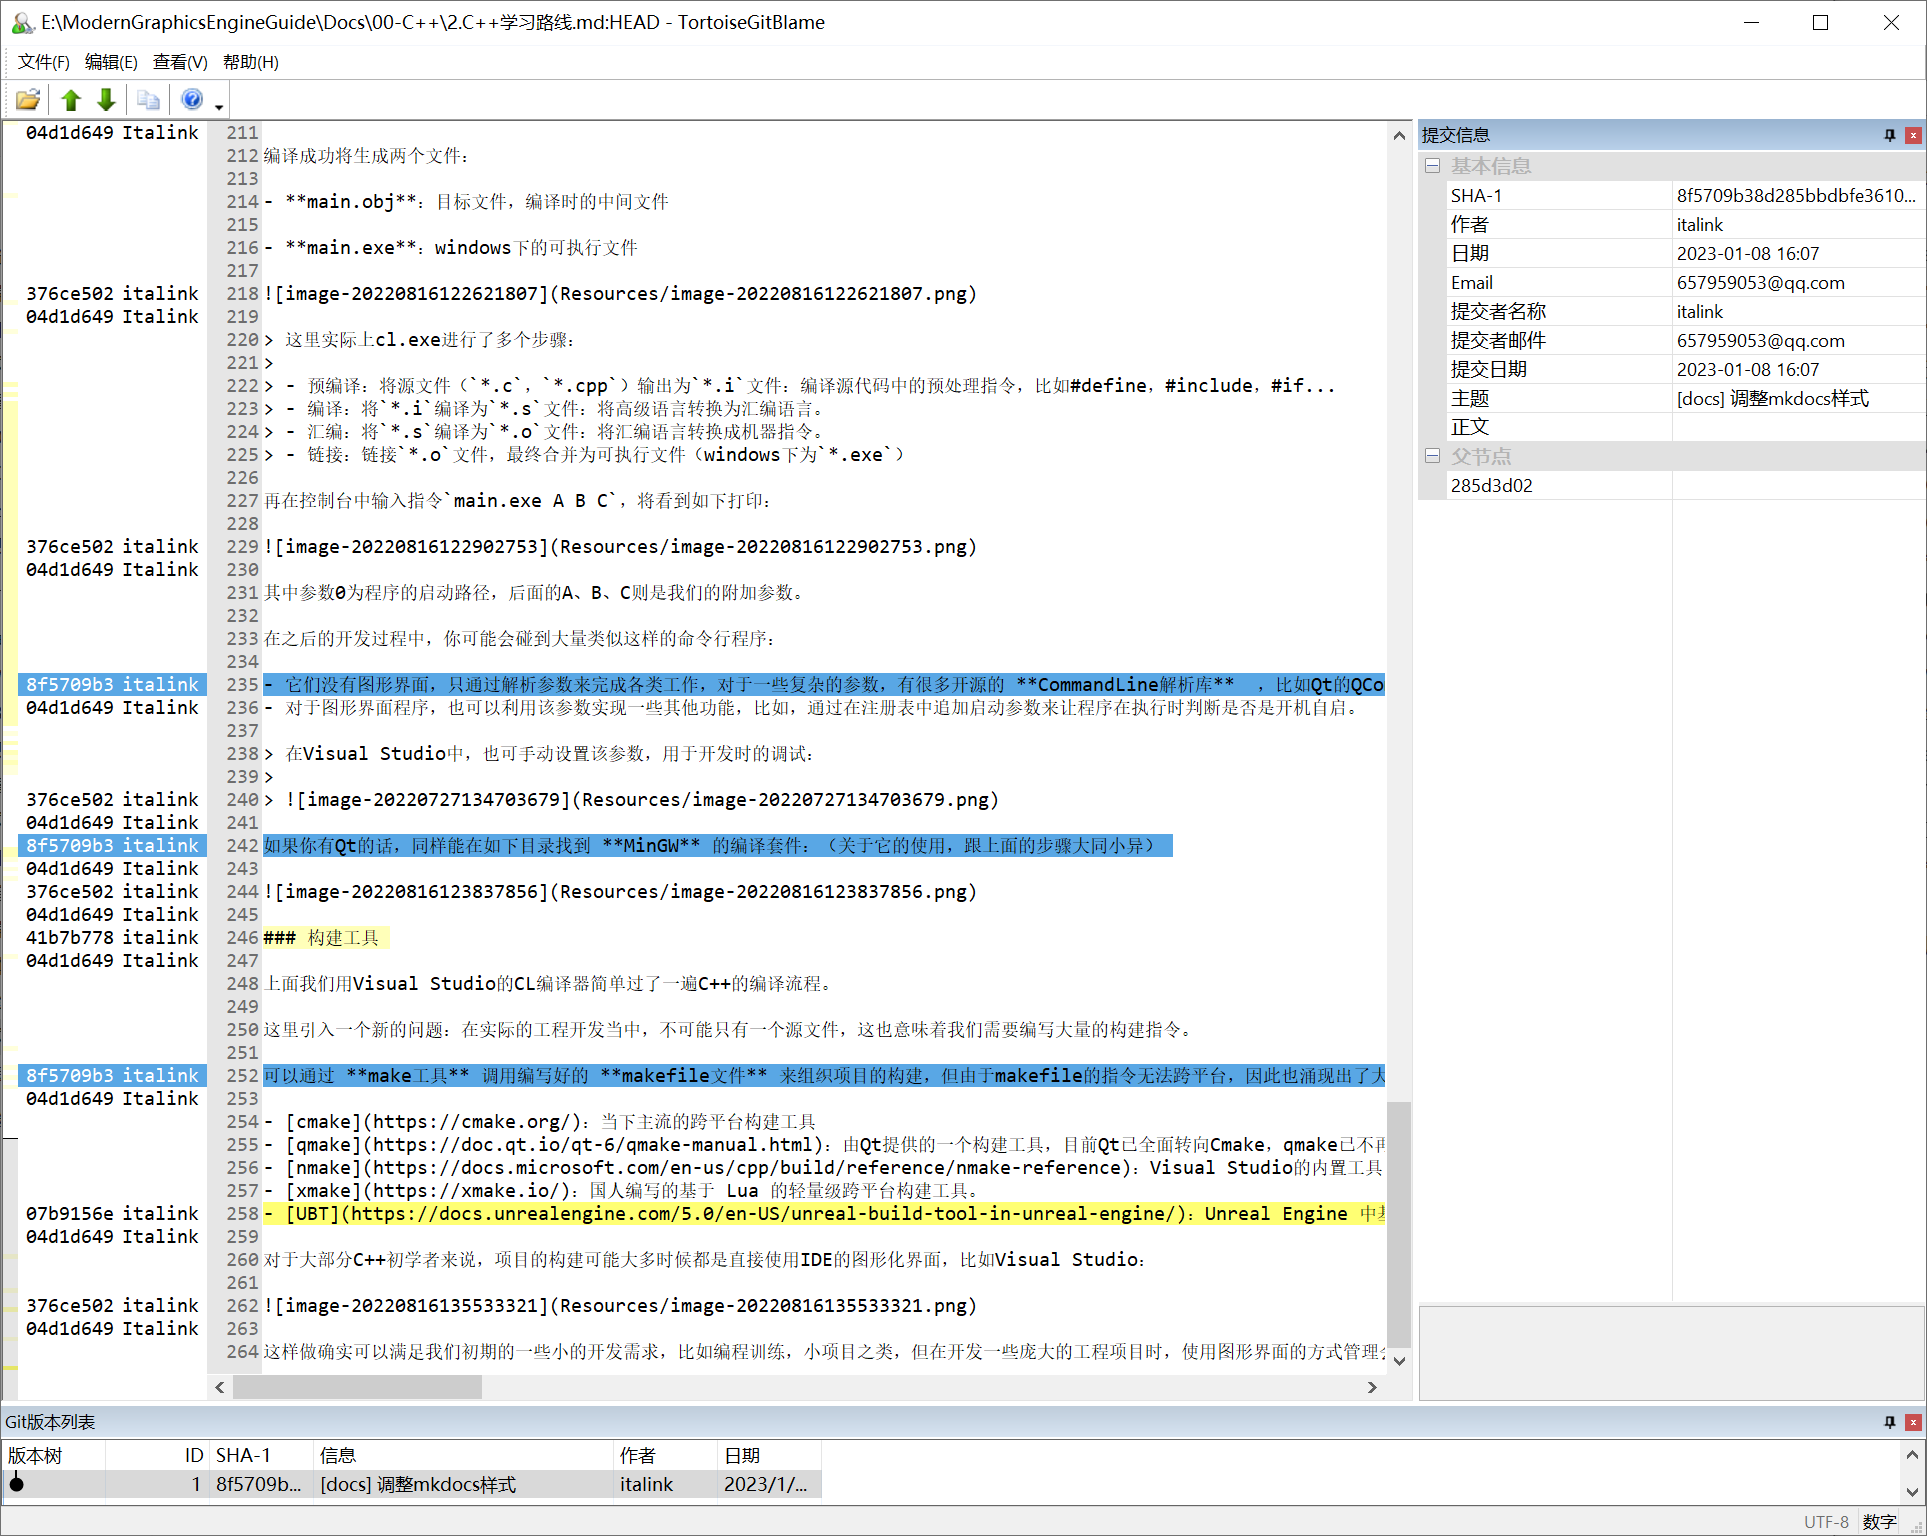 E:\ModernGraphicsEngineGuide\Docs\00-C++\2.C++学习路线.md:HEAD - TortoiseGitBlame
文件(F) 编辑(E) 查看(V) 帮助(H)
04d1d649 Italink 211
212 编译成功将生成两个文件：
213
214 - **main.obj**：目标文件，编译时的中间文件
215
216 - **main.exe**：windows下的可执行文件
217
376ce502 italink 218 ![image-20220816122621807](Resources/image-20220816122621807.png)
04d1d649 Italink 219
220 > 这里实际上cl.exe进行了多个步骤：
221 >
222 > - 预编译：将源文件（`*.c`，`*.cpp`）输出为`*.i`文件：编译源代码中的预处理指令，比如#define，#include，#if...
223 > - 编译：将`*.i`编译为`*.s`文件：将高级语言转换为汇编语言。
224 > - 汇编：将`*.s`编译为`*.o`文件：将汇编语言转换成机器指令。
225 > - 链接：链接`*.o`文件，最终合并为可执行文件（windows下为`*.exe`）
226
227 再在控制台中输入指令`main.exe A B C`，将看到如下打印：
228
376ce502 italink 229 ![image-20220816122902753](Resources/image-20220816122902753.png)
04d1d649 Italink 230
231 其中参数0为程序的启动路径，后面的A、B、C则是我们的附加参数。
232
233 在之后的开发过程中，你可能会碰到大量类似这样的命令行程序：
234
8f5709b3 italink 235 - 它们没有图形界面，只通过解析参数来完成各类工作，对于一些复杂的参数，有很多开源的 **CommandLine解析库** ，比如Qt的QCo
04d1d649 Italink 236 - 对于图形界面程序，也可以利用该参数实现一些其他功能，比如，通过在注册表中追加启动参数来让程序在执行时判断是否是开机自启。
237
238 > 在Visual Studio中，也可手动设置该参数，用于开发时的调试：
239 >
376ce502 italink 240 > ![image-20220727134703679](Resources/image-20220727134703679.png)
04d1d649 Italink 241
8f5709b3 italink 242 如果你有Qt的话，同样能在如下目录找到 **MinGW** 的编译套件：（关于它的使用，跟上面的步骤大同小异）
04d1d649 Italink 243
376ce502 italink 244 ![image-20220816123837856](Resources/image-20220816123837856.png)
04d1d649 Italink 245
41b7b778 italink 246 ### 构建工具
04d1d649 Italink 247
248 上面我们用Visual Studio的CL编译器简单过了一遍C++的编译流程。
249
250 这里引入一个新的问题：在实际的工程开发当中，不可能只有一个源文件，这也意味着我们需要编写大量的构建指令。
251
8f5709b3 italink 252 可以通过 **make工具** 调用编写好的 **makefile文件** 来组织项目的构建，但由于makefile的指令无法跨平台，因此也涌现出了大
04d1d649 Italink 253
254 - [cmake](https://cmake.org/)：当下主流的跨平台构建工具
255 - [qmake](https://doc.qt.io/qt-6/qmake-manual.html)：由Qt提供的一个构建工具，目前Qt已全面转向Cmake，qmake已不再
256 - [nmake](https://docs.microsoft.com/en-us/cpp/build/reference/nmake-reference)：Visual Studio的内置工具
257 - [xmake](https://xmake.io/)：国人编写的基于 Lua 的轻量级跨平台构建工具。
07b9156e italink 258 - [UBT](https://docs.unrealengine.com/5.0/en-US/unreal-build-tool-in-unreal-engine/)：Unreal Engine 中基
04d1d649 Italink 259
260 对于大部分C++初学者来说，项目的构建可能大多时候都是直接使用IDE的图形化界面，比如Visual Studio：
261
376ce502 italink 262 ![image-20220816135533321](Resources/image-20220816135533321.png)
04d1d649 Italink 263
264 这样做确实可以满足我们初期的一些小的开发需求，比如编程训练，小项目之类，但在开发一些庞大的工程项目时，使用图形界面的方式管理
提交信息
基本信息
SHA-1 8f5709b38d285bbdbfe3610...
作者 italink
日期 2023-01-08 16:07
Email 657959053@qq.com
提交者名称 italink
提交者邮件 657959053@qq.com
提交日期 2023-01-08 16:07
主题 [docs] 调整mkdocs样式
正文
父节点
285d3d02
Git版本列表
版本树 ID SHA-1 信息 作者 日期
1 8f5709b... [docs] 调整mkdocs样式 italink 2023/1/...
UTF-8 数字